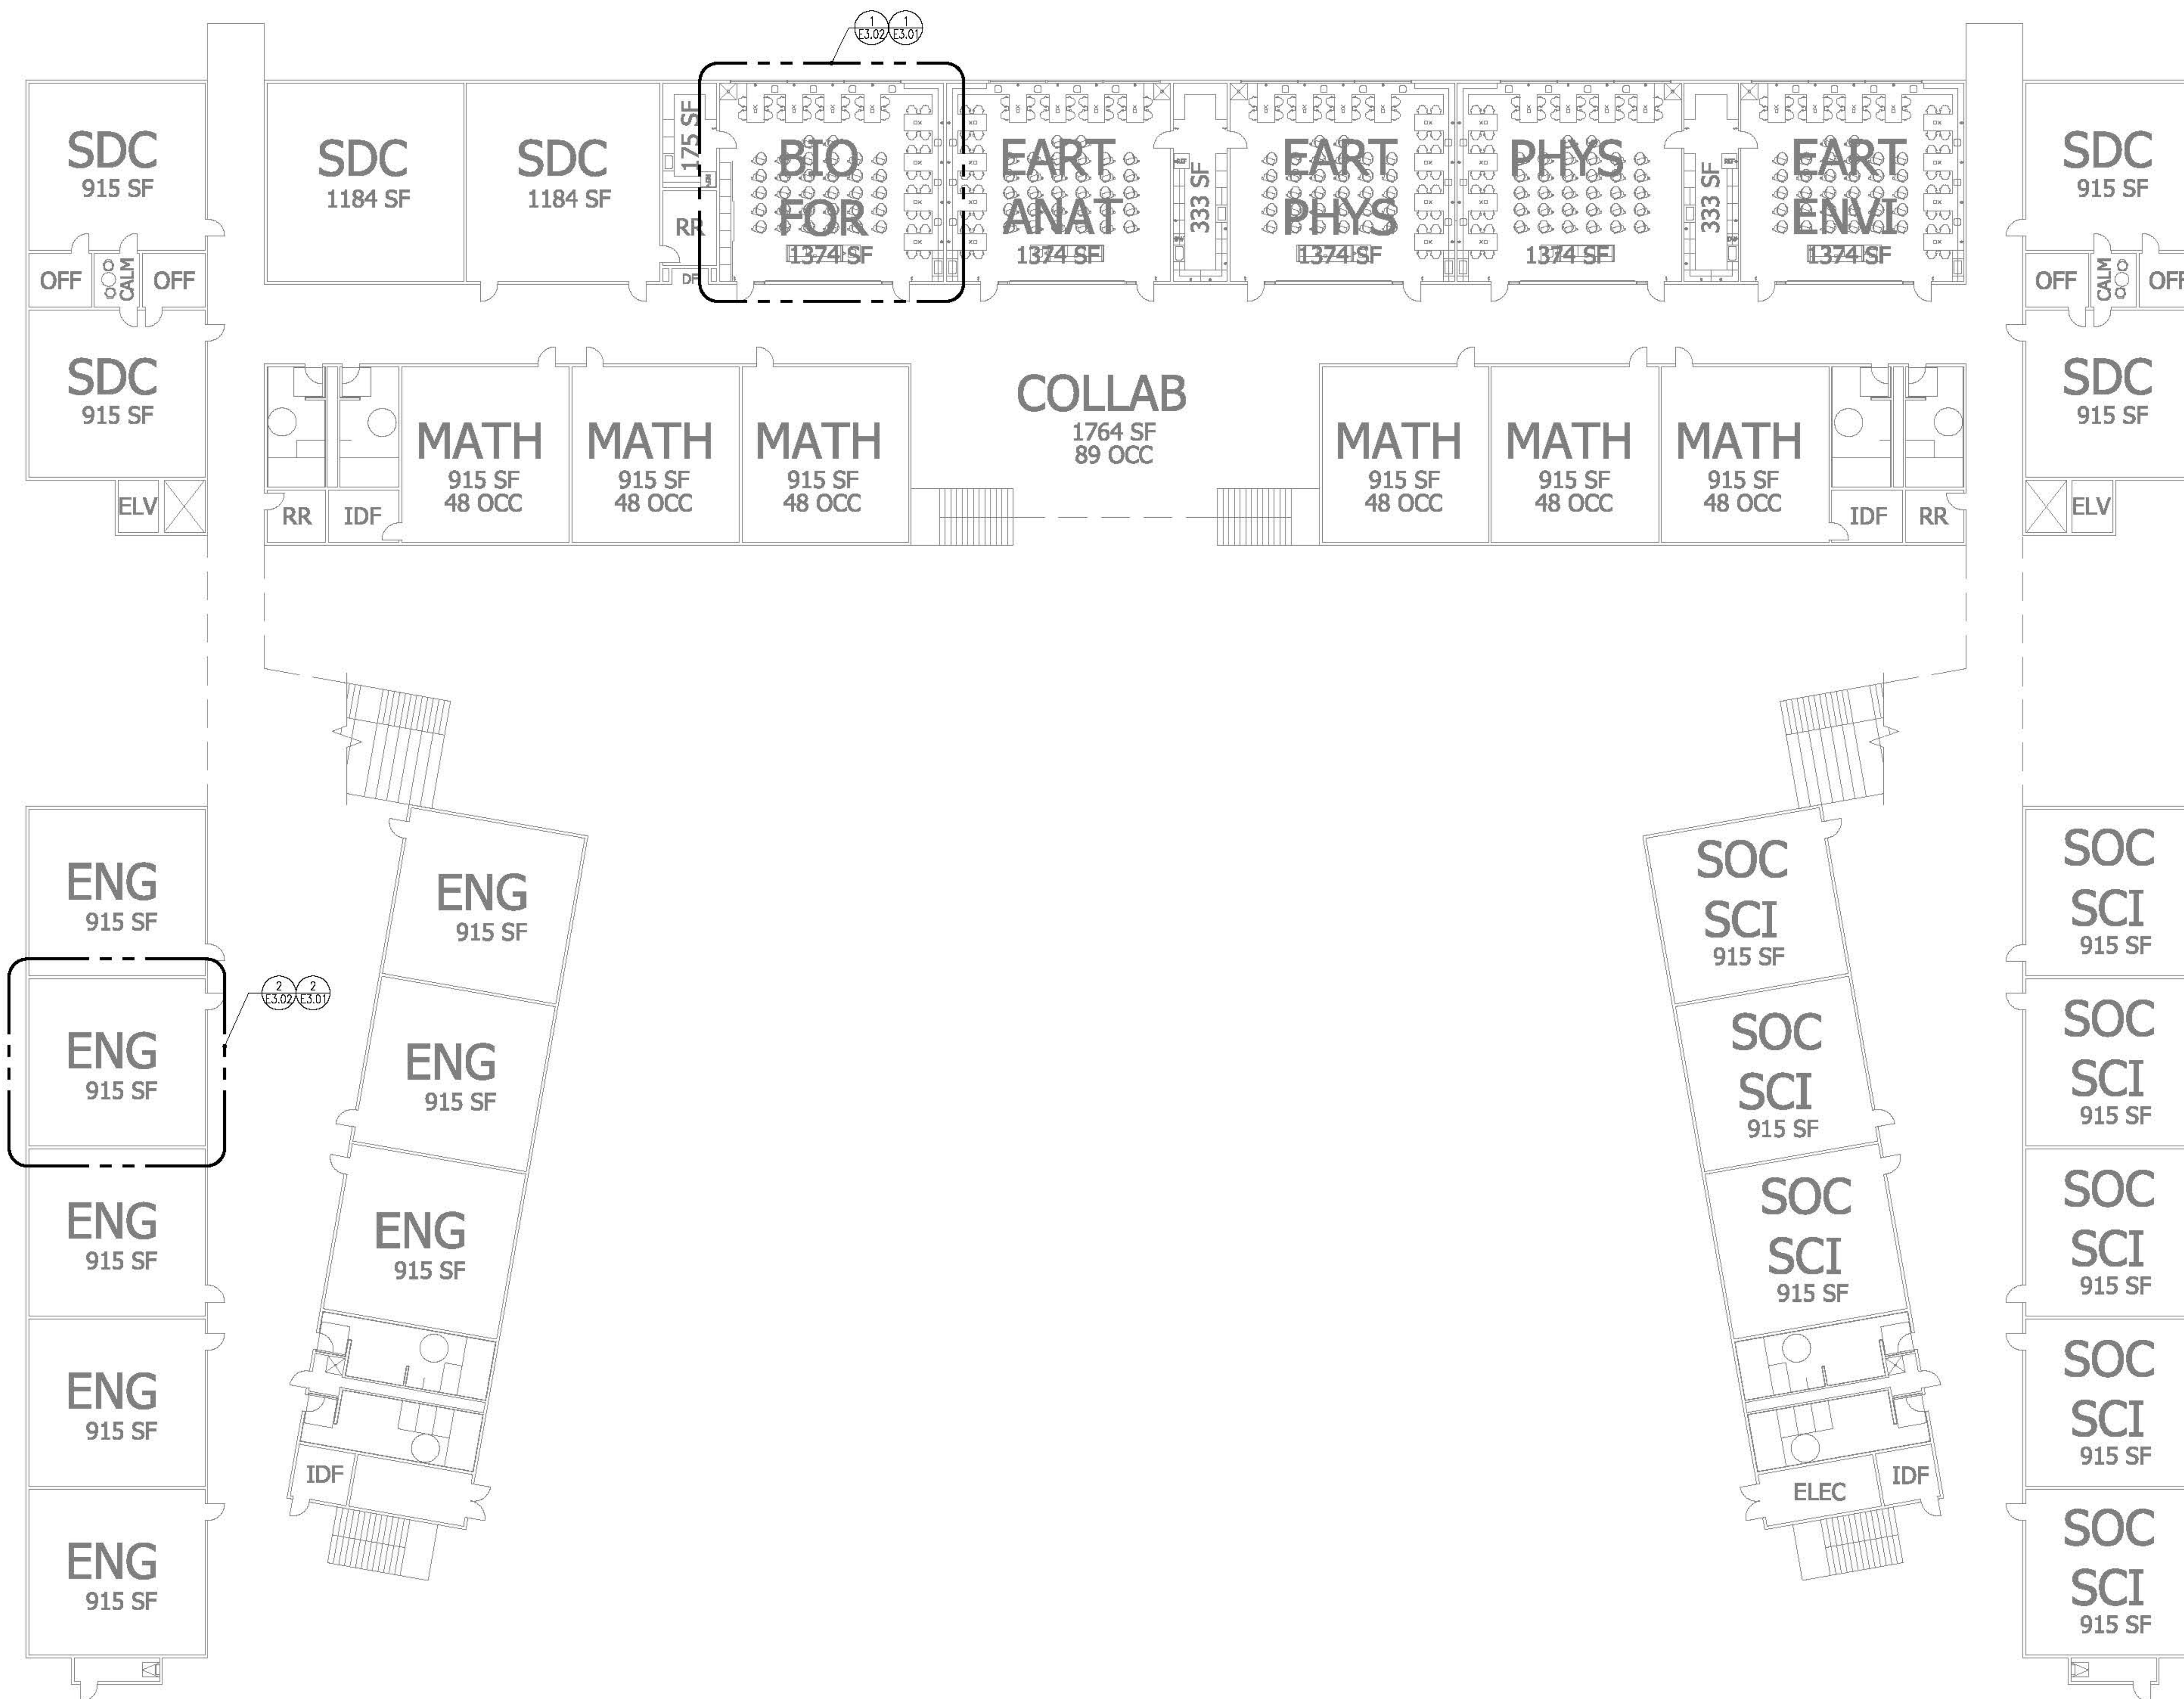 1
E3.02
1
E3.01
SDC
915 SF
SDC
1184 SF
SDC
1184 SF
1755 SF
BIO
FOR
1374 SF
EART
ANAT
1374 SF
333 SF
EART
PHYS
1374 SF
PHYS
1374 SF
333 SF
EART
ENVI
1374 SF
SDC
915 SF
RR
DF
OFF
CALM
OFF
OFF
CALM
OFF
SDC
915 SF
MATH
915 SF
48 OCC
MATH
915 SF
48 OCC
MATH
915 SF
48 OCC
COLLAB
1764 SF
89 OCC
MATH
915 SF
48 OCC
MATH
915 SF
48 OCC
MATH
915 SF
48 OCC
SDC
915 SF
ELV
RR
IDF
IDF
RR
ELV
ENG
915 SF
ENG
915 SF
SOC
SCI
915 SF
SOC
SCI
915 SF
2
E3.02
2
E3.01
ENG
915 SF
ENG
915 SF
SOC
SCI
915 SF
SOC
SCI
915 SF
ENG
915 SF
ENG
915 SF
SOC
SCI
915 SF
SOC
SCI
915 SF
ENG
915 SF
SOC
SCI
915 SF
IDF
ELEC
IDF
ENG
915 SF
SOC
SCI
915 SF